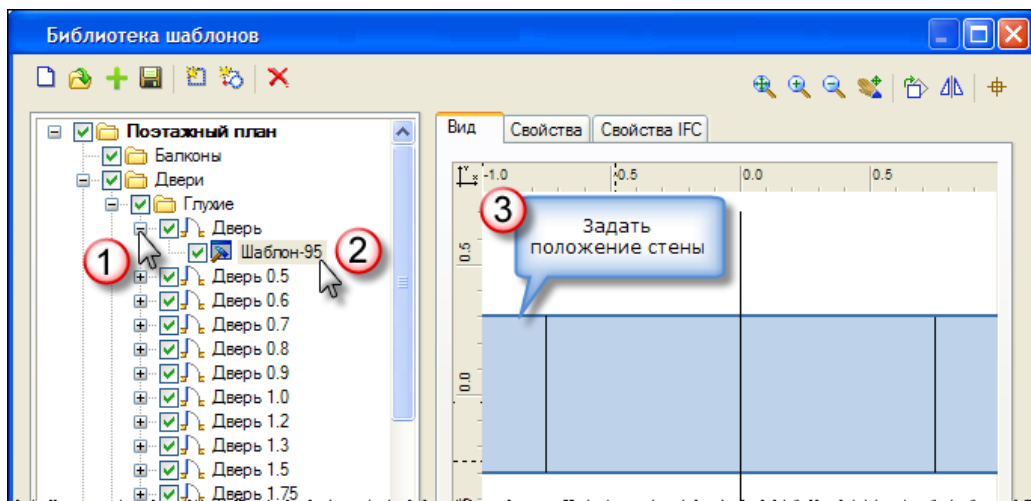 Библиотека шаблонов
Поэтажный план
Балконы
Двери
Глухие
Дверь
Шаблон-95
Дверь 0.5
Дверь 0.6
Дверь 0.7
Дверь 0.8
Дверь 0.9
Дверь 1.0
Дверь 1.2
Дверь 1.3
Дверь 1.5
Дверь 1.75
1
2
Вид Свойства Свойства IFC
Y x -1.0 -0.5 0.0 0.5
3
Задать
положение стены
0.5
0.0